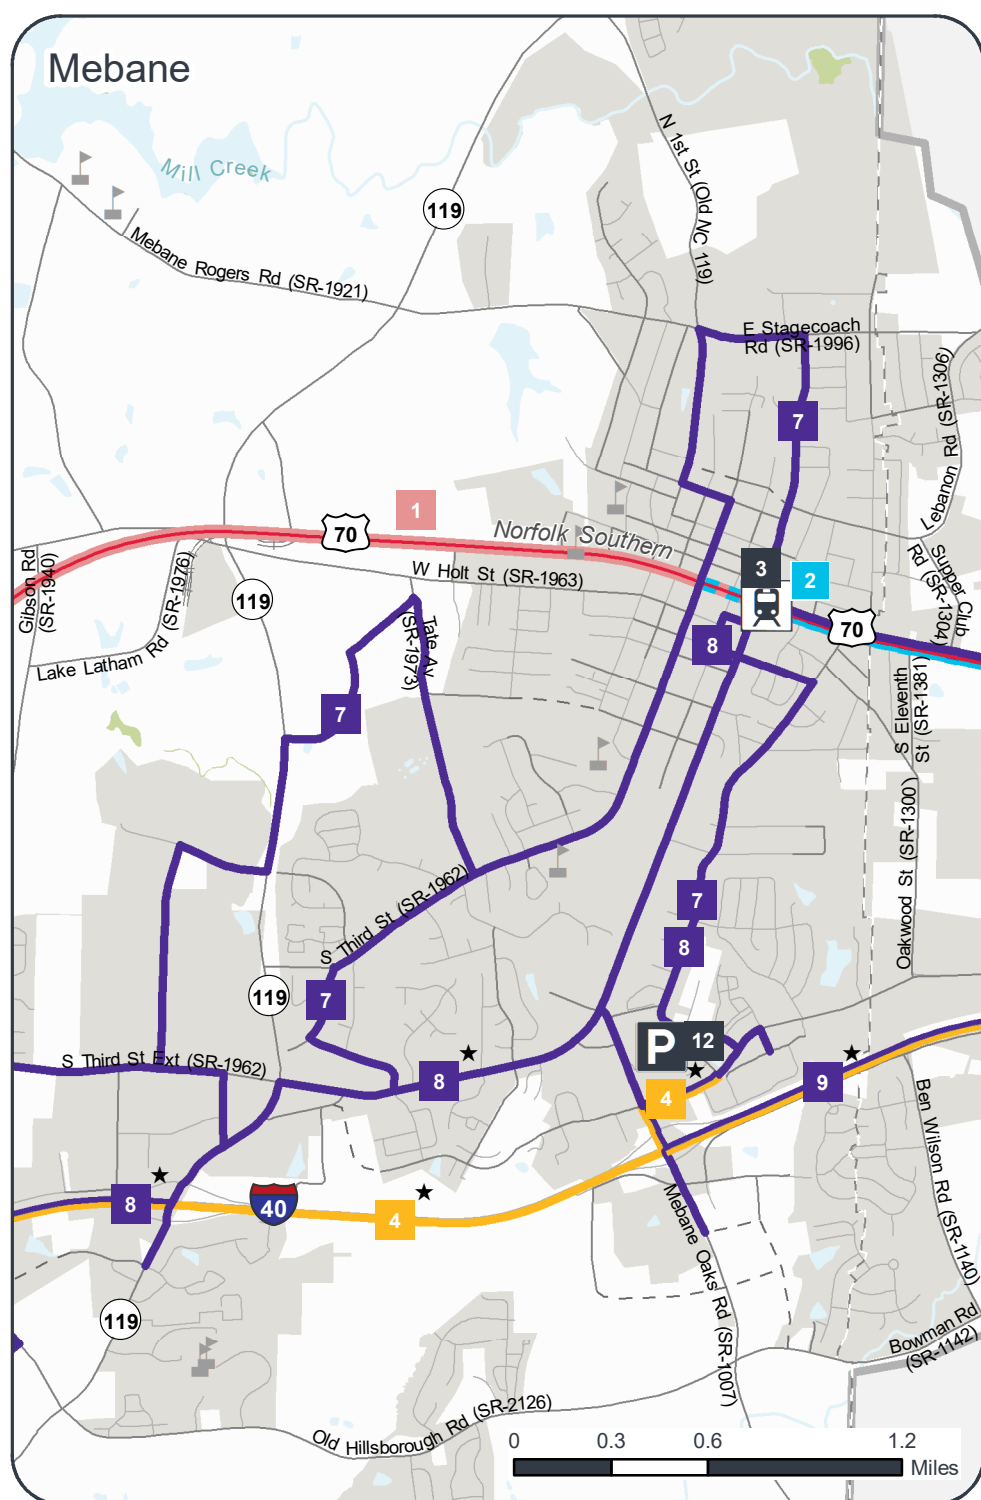 Mebane
Mill Creek
119
N 1st St (Old NC 119)
Mebane Rogers Rd (SR-1921)
E Stagecoach
Rd (SR-1996)
Lebanon Rd (SR-1306)
7
1
70
Norfolk Southern
W Holt St (SR-1963)
3
2
Supper Club
Rd (SR-1304)
Gibson Rd
(SR-1940)
119
Lake Latham Rd (SR-1976)
Tate Av
(SR-1973)
8
70
7
S Eleventh
St (SR-1381)
Oakwood St (SR-1300)
S Third St (SR-1962)
7
8
119
7
P
12
S Third St Ext (SR-1962)
8
4
9
Ben Wilson Rd (SR-1140)
8
40
4
Mebane Oaks Rd (SR-1007)
119
Bowman Rd
(SR-1142)
Old Hillsborough Rd (SR-2126)
0 0.3 0.6 1.2
Miles